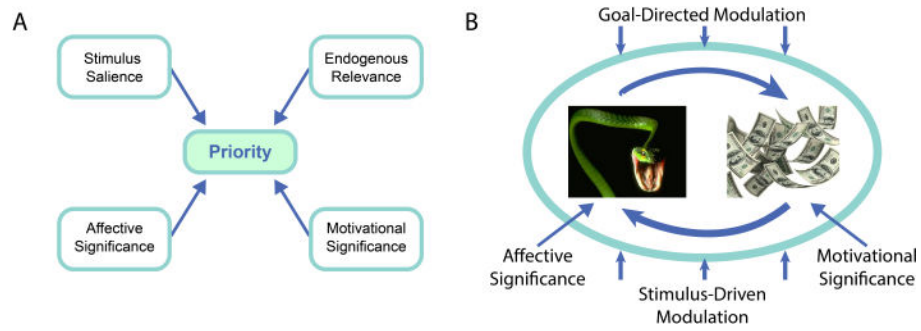 A
Stimulus
Salience
Endogenous
Relevance
Priority
Affective
Significance
Motivational
Significance
B
Goal-Directed Modulation
Affective
Significance
Motivational
Significance
Stimulus-Driven
Modulation